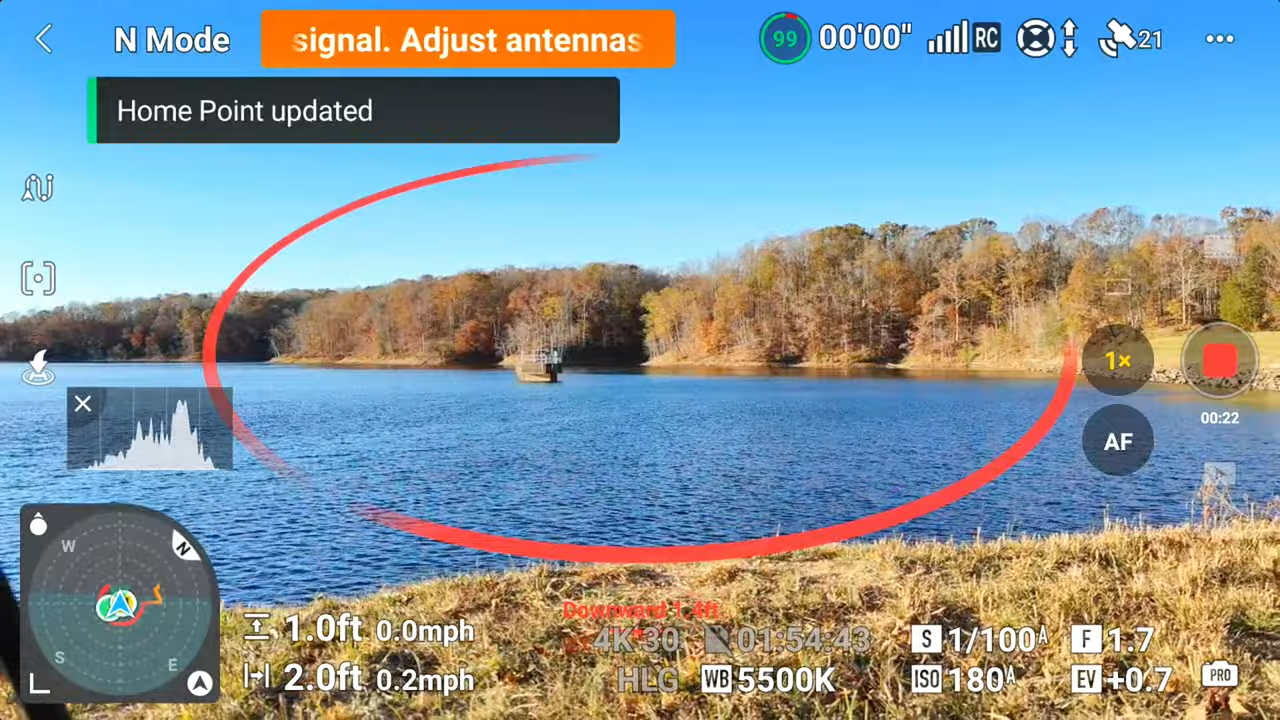 N Mode
signal. Adjust antennas
99
00'00"
RC
21
Home Point updated
1×
00:22
AF
W
N
S
E
1.0ft 0.0mph
2.0ft 0.2mph
Downward 1.4ft
4K 30
01:54:43
HLG
WB 5500K
S 1/100 A
F 1.7
ISO 180 A
EV +0.7
PRO